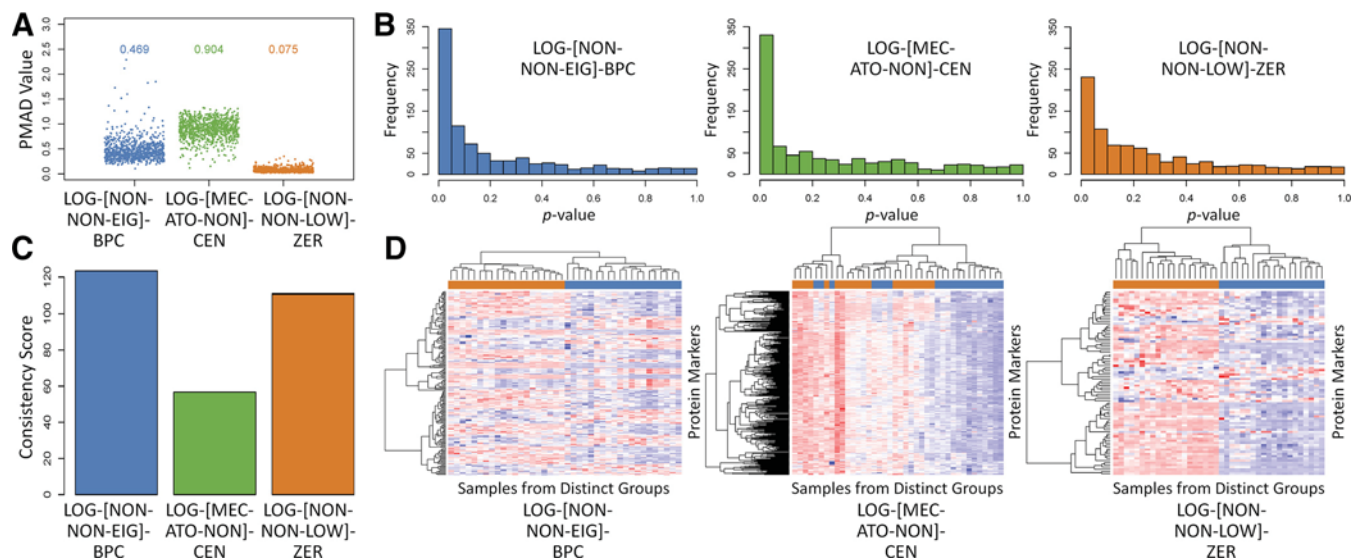 A
PMAD Value
3.0
2.5
2.0
1.5
1.0
0.5
0.0
0.469
0.904
0.075
LOG-[NON-
NON-EIG]-
BPC
LOG-[MEC-
ATO-NON]-
CEN
LOG-[NON-
NON-LOW]-
ZER
B
Frequency
350
250
150
50
LOG-[NON-
NON-EIG]-BPC
0.0 0.2 0.4 0.6 0.8 1.0
p-value
Frequency
350
250
150
50
LOG-[MEC-
ATO-NON]-CEN
0.0 0.2 0.4 0.6 0.8 1.0
p-value
Frequency
350
250
150
50
LOG-[NON-
NON-LOW]-ZER
0.0 0.2 0.4 0.6 0.8 1.0
p-value
C
Consistency Score
120
100
80
60
40
20
0
LOG-[NON-
NON-EIG]-
BPC
LOG-[MEC-
ATO-NON]-
CEN
LOG-[NON-
NON-LOW]-
ZER
D
Protein Markers
Samples from Distinct Groups
LOG-[NON-
NON-EIG]-
BPC
Protein Markers
Samples from Distinct Groups
LOG-[MEC-
ATO-NON]-
CEN
Protein Markers
Samples from Distinct Groups
LOG-[NON-
NON-LOW]-
ZER